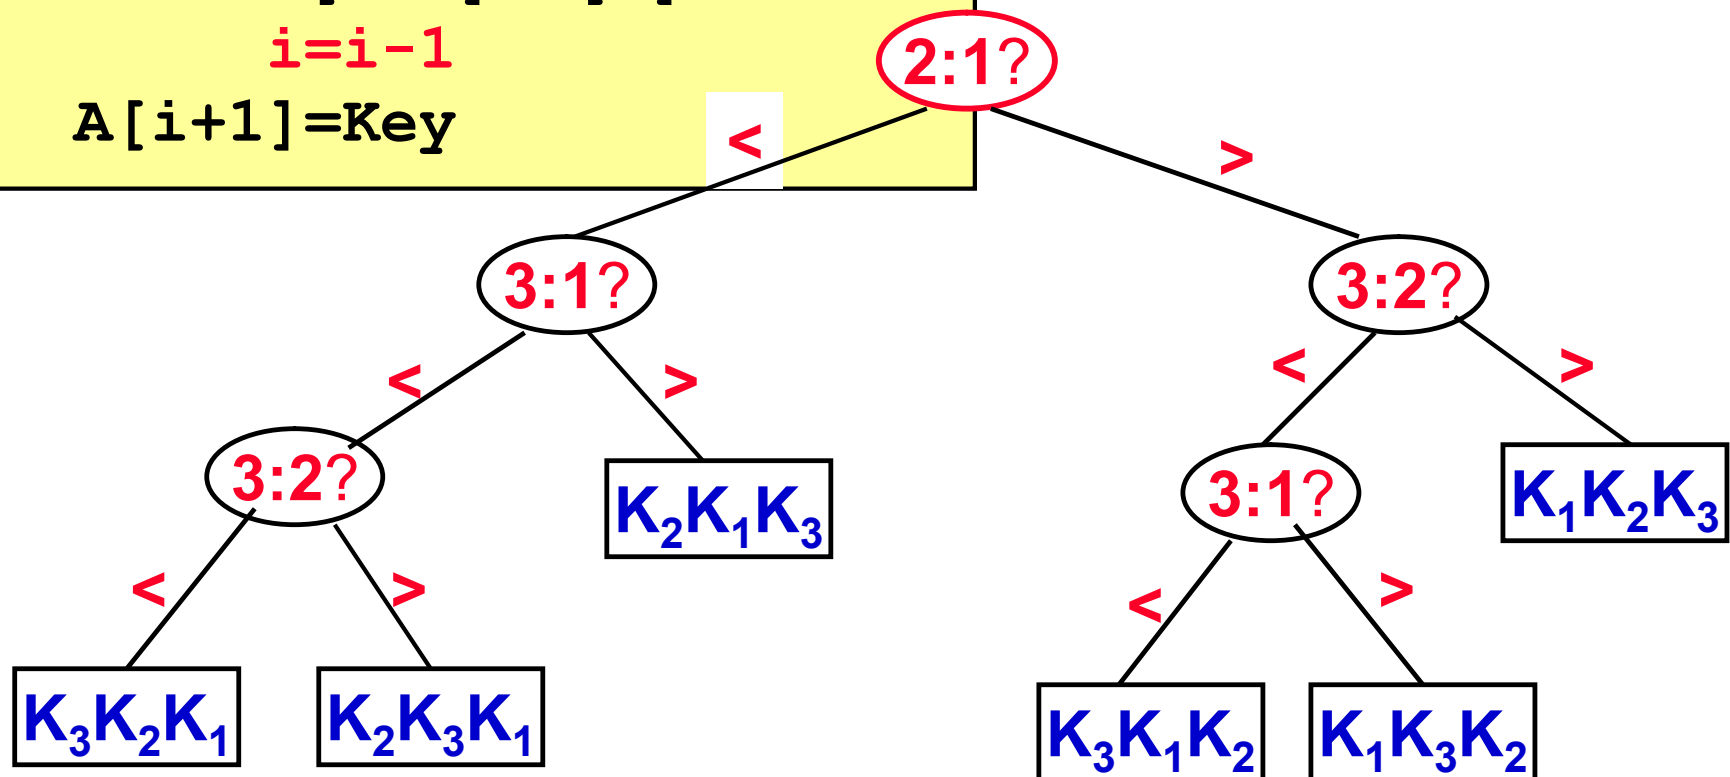 i=i-1
A[i+1]=Key
2:1?
<
>
3:1?
3:2?
<
>
<
>
3:2?
K₂K₁K₃
3:1?
K₁K₂K₃
<
>
<
>
K₃K₂K₁
K₂K₃K₁
K₃K₁K₂
K₁K₃K₂